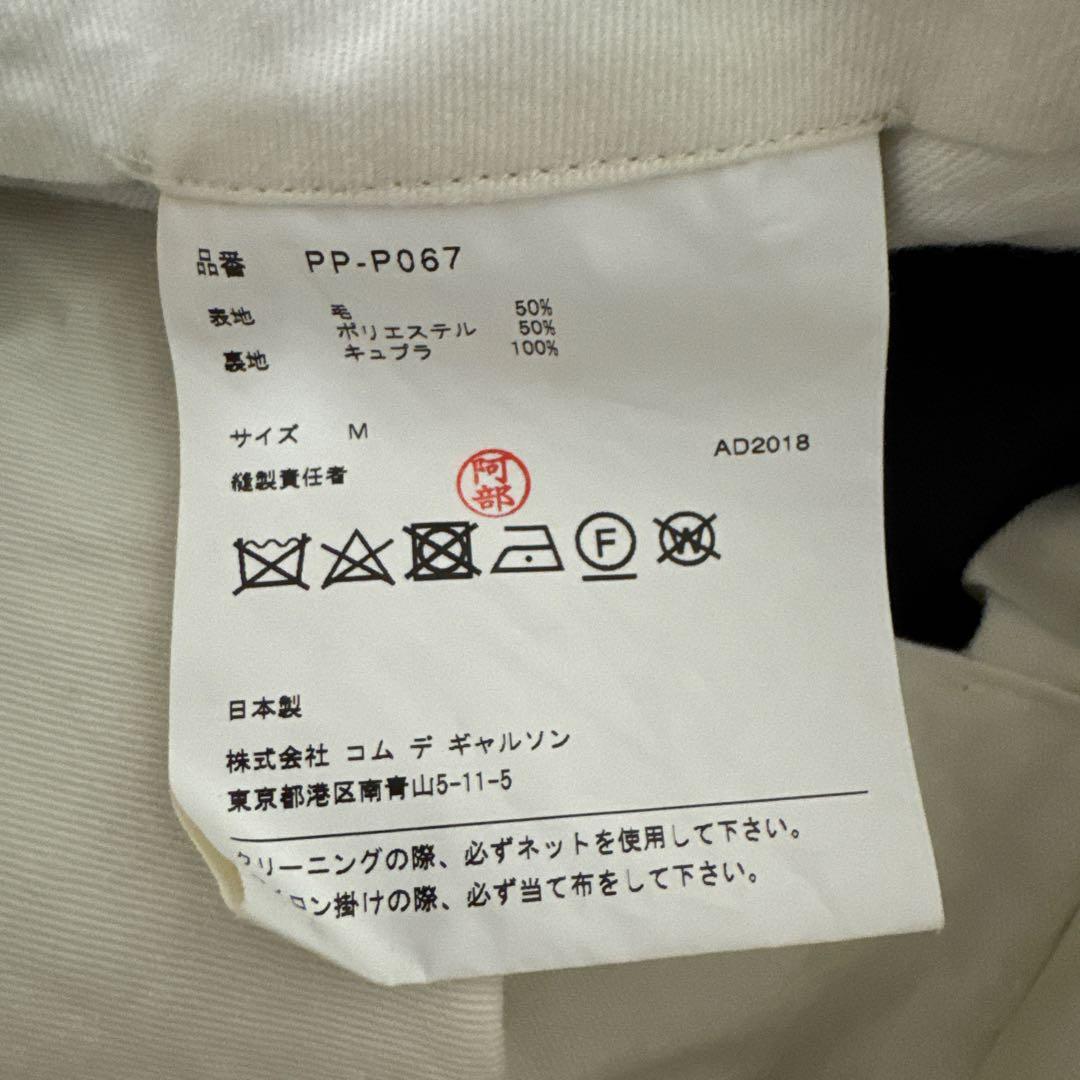 品番 PP-P067
表地 毛 50%
ポリエステル 50%
裏地 キュプラ 100%
サイズ M
AD2018
縫製責任者 阿部
F
W
日本製
株式会社 コム デ ギャルソン
東京都港区南青山5-11-5
クリーニングの際、必ずネットを使用して下さい。
ロン掛けの際、必ず当て布をして下さい。